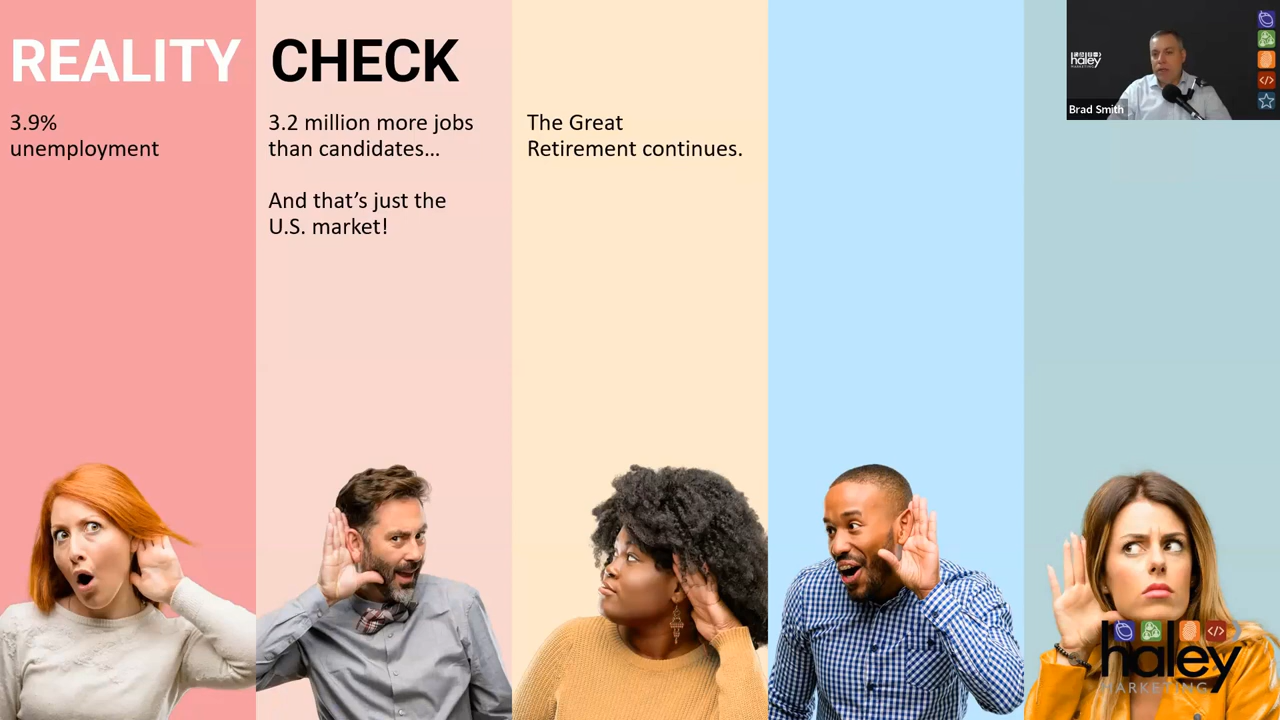 REALITY CHECK
3.9%
unemployment
3.2 million more jobs
than candidates...
And that's just the
U.S. market!
The Great
Retirement continues.
haley
MARKETING
Brad Smith
haley
MARKETING